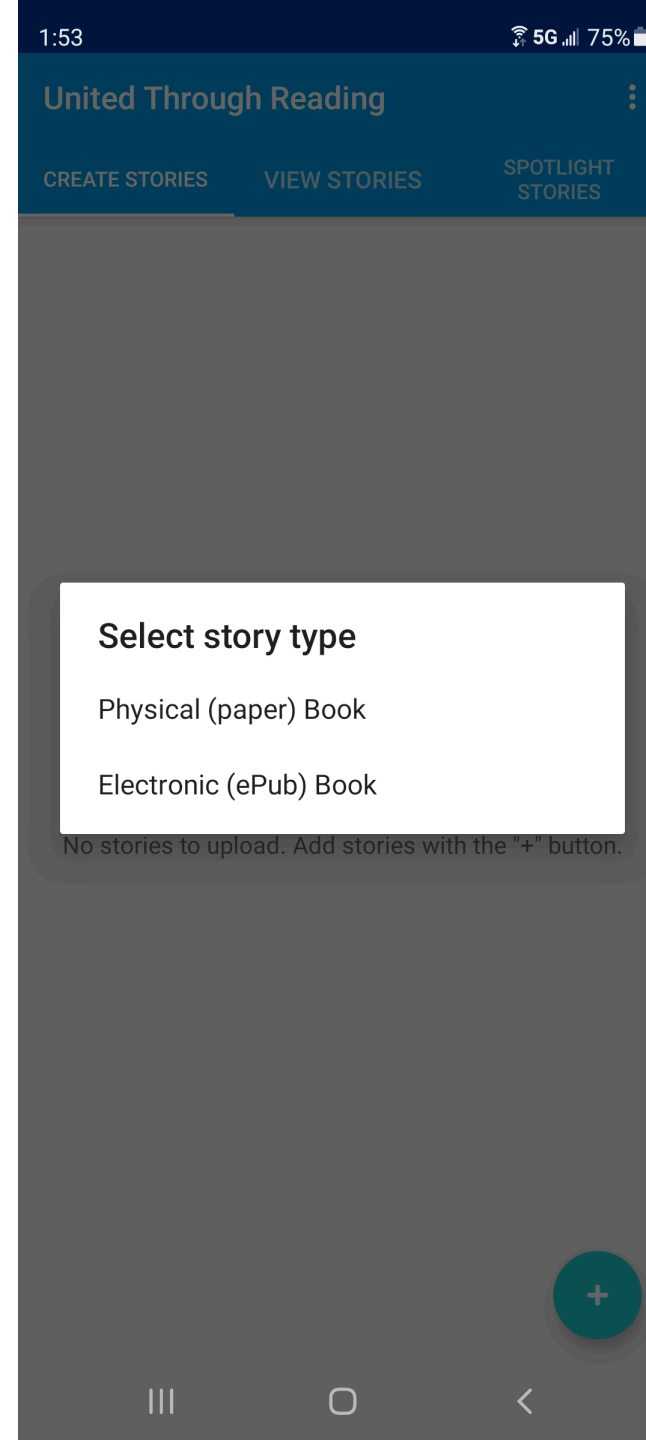 1:53
5G 75%
United Through Reading
CREATE STORIES
VIEW STORIES
SPOTLIGHT
STORIES
Select story type
Physical (paper) Book
Electronic (ePub) Book
No stories to upload. Add stories with the "+" button.
+